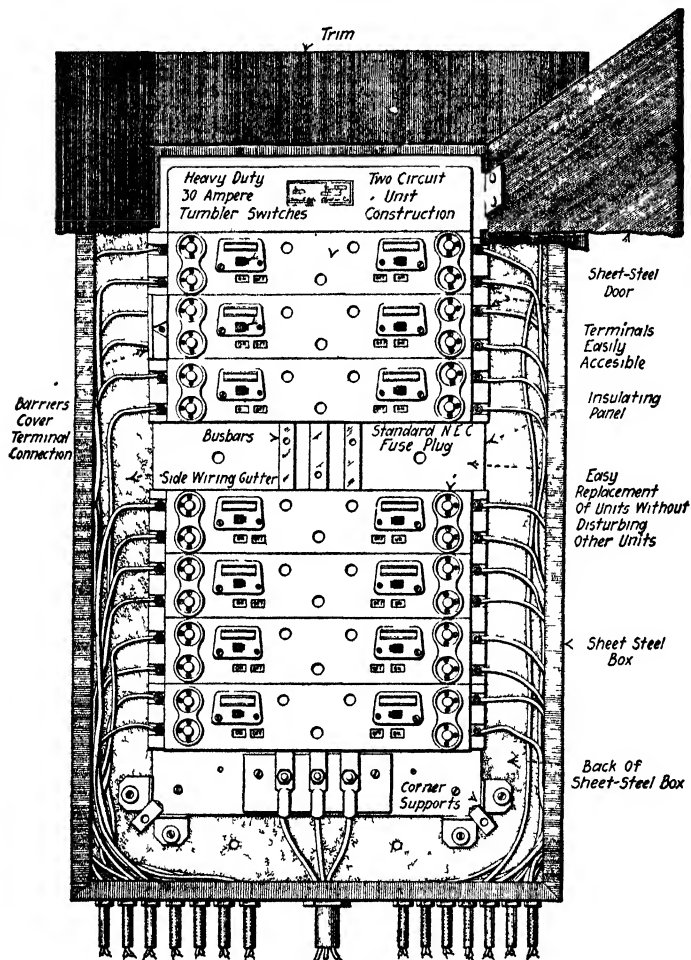 Trim
Heavy Duty
30 Ampere
Tumbler Switches
Two Circuit
Unit
Construction
Sheet-Steel
Door
Terminals
Easily
Accesible
Insulating
Panel
Barriers
Cover
Terminal
Connection
Busbars
Standard N E C
Fuse Plug
Side Wiring Gutter
Easy
Replacement
Of Units Without
Disturbing
Other Units
Sheet Steel
Box
Back Of
Sheet-Steel Box
Corner
Supports